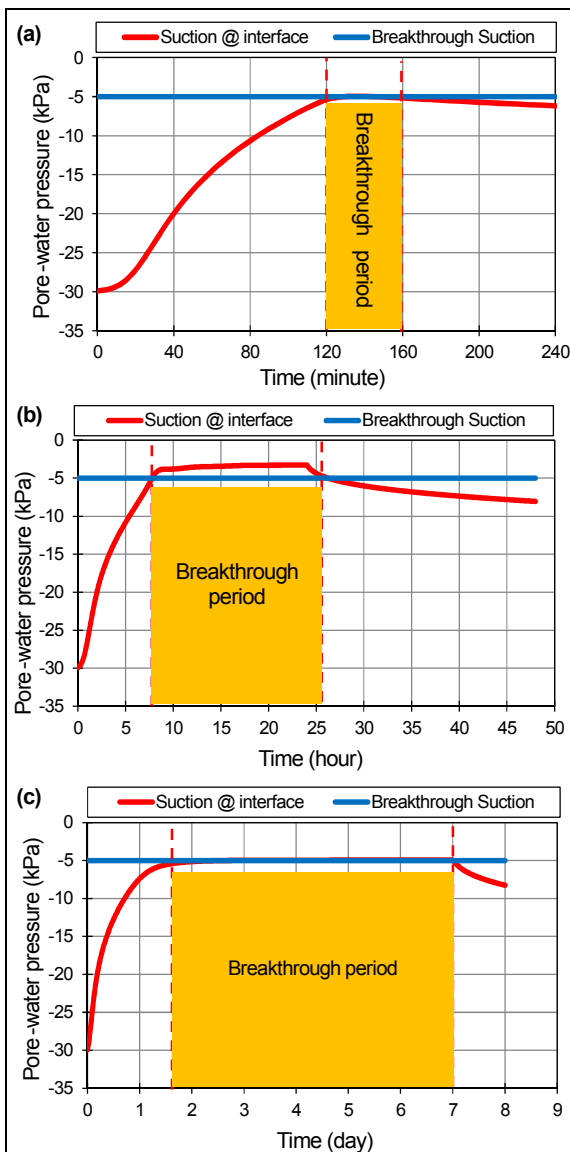 (a)
Suction @ interface Breakthrough Suction
0
-5
-10
-15
-20
-25
-30
-35
Pore-water pressure (kPa)
Breakthrough period
0 40 80 120 160 200 240
Time (minute)
(b)
Suction @ interface Breakthrough Suction
0
-5
-10
-15
-20
-25
-30
-35
Pore-water pressure (kPa)
Breakthrough
period
0 5 10 15 20 25 30 35 40 45 50
Time (hour)
(c)
Suction @ interface Breakthrough Suction
0
-5
-10
-15
-20
-25
-30
-35
Pore-water pressure (kPa)
Breakthrough period
0 1 2 3 4 5 6 7 8 9
Time (day)